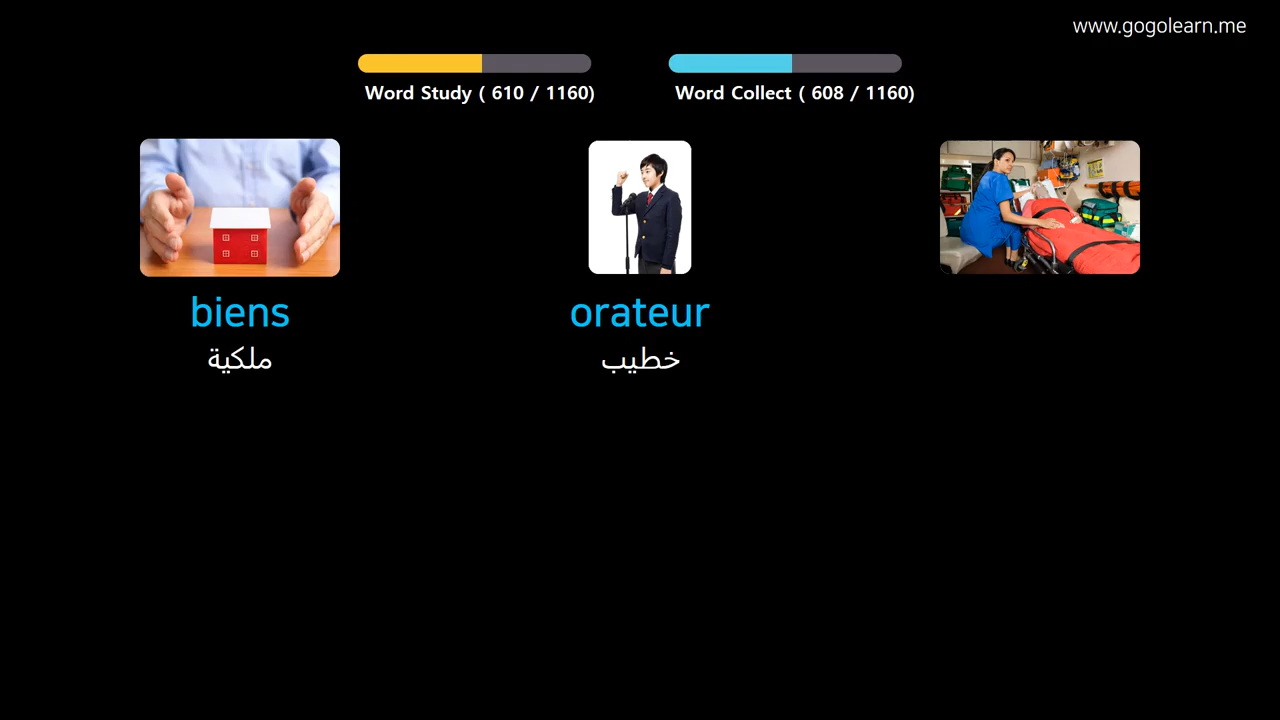 www.gogolearn.me
Word Study ( 610 / 1160)
Word Collect ( 608 / 1160)
biens
ملكية
orateur
خطيب